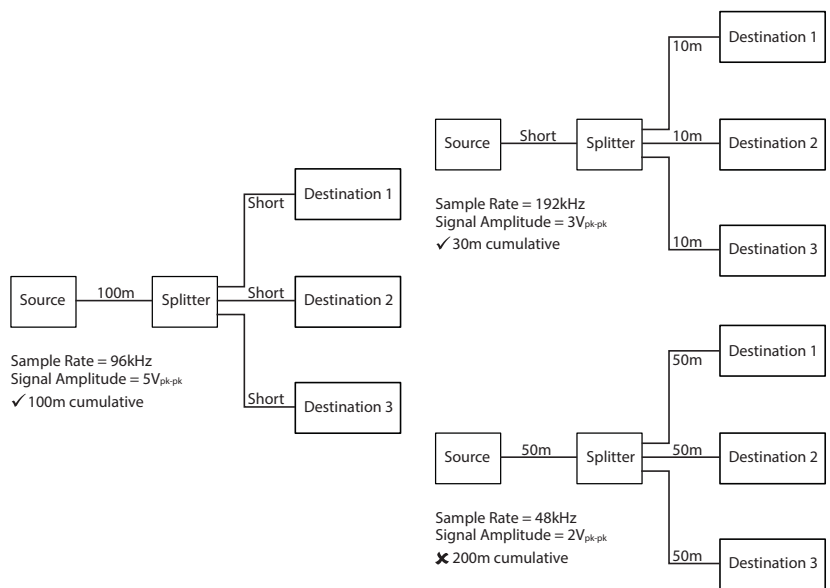 Source
100m
Splitter
Short
Destination 1
Short
Destination 2
Short
Destination 3
Sample Rate = 96kHz
Signal Amplitude = 5Vpk-pk
✓ 100m cumulative
Source
Short
Splitter
10m
Destination 1
10m
Destination 2
10m
Destination 3
Sample Rate = 192kHz
Signal Amplitude = 3Vpk-pk
✓ 30m cumulative
Source
50m
Splitter
50m
Destination 1
50m
Destination 2
50m
Destination 3
Sample Rate = 48kHz
Signal Amplitude = 2Vpk-pk
✘ 200m cumulative